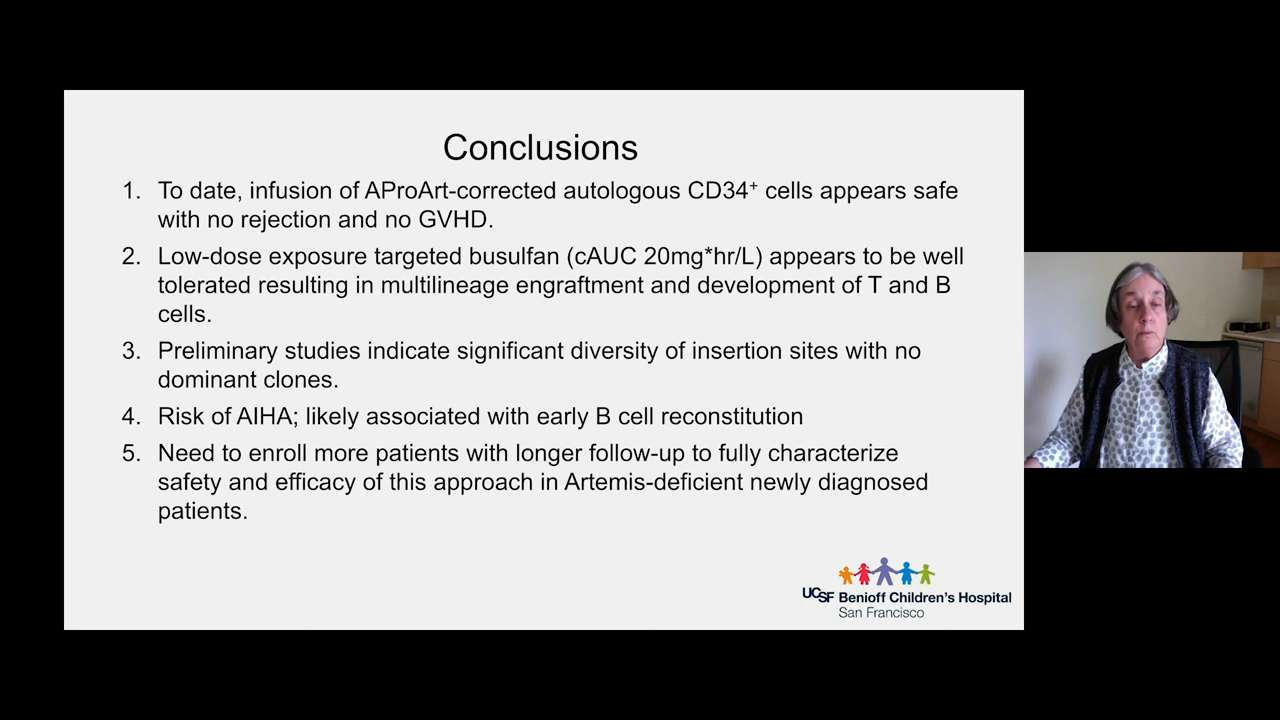 Conclusions
1. To date, infusion of AProArt-corrected autologous CD34⁺ cells appears safe
with no rejection and no GVHD.
2. Low-dose exposure targeted busulfan (cAUC 20mg*hr/L) appears to be well
tolerated resulting in multilineage engraftment and development of T and B
cells.
3. Preliminary studies indicate significant diversity of insertion sites with no
dominant clones.
4. Risk of AIHA; likely associated with early B cell reconstitution
5. Need to enroll more patients with longer follow-up to fully characterize
safety and efficacy of this approach in Artemis-deficient newly diagnosed
patients.
UCSF Benioff Children's Hospital
San Francisco